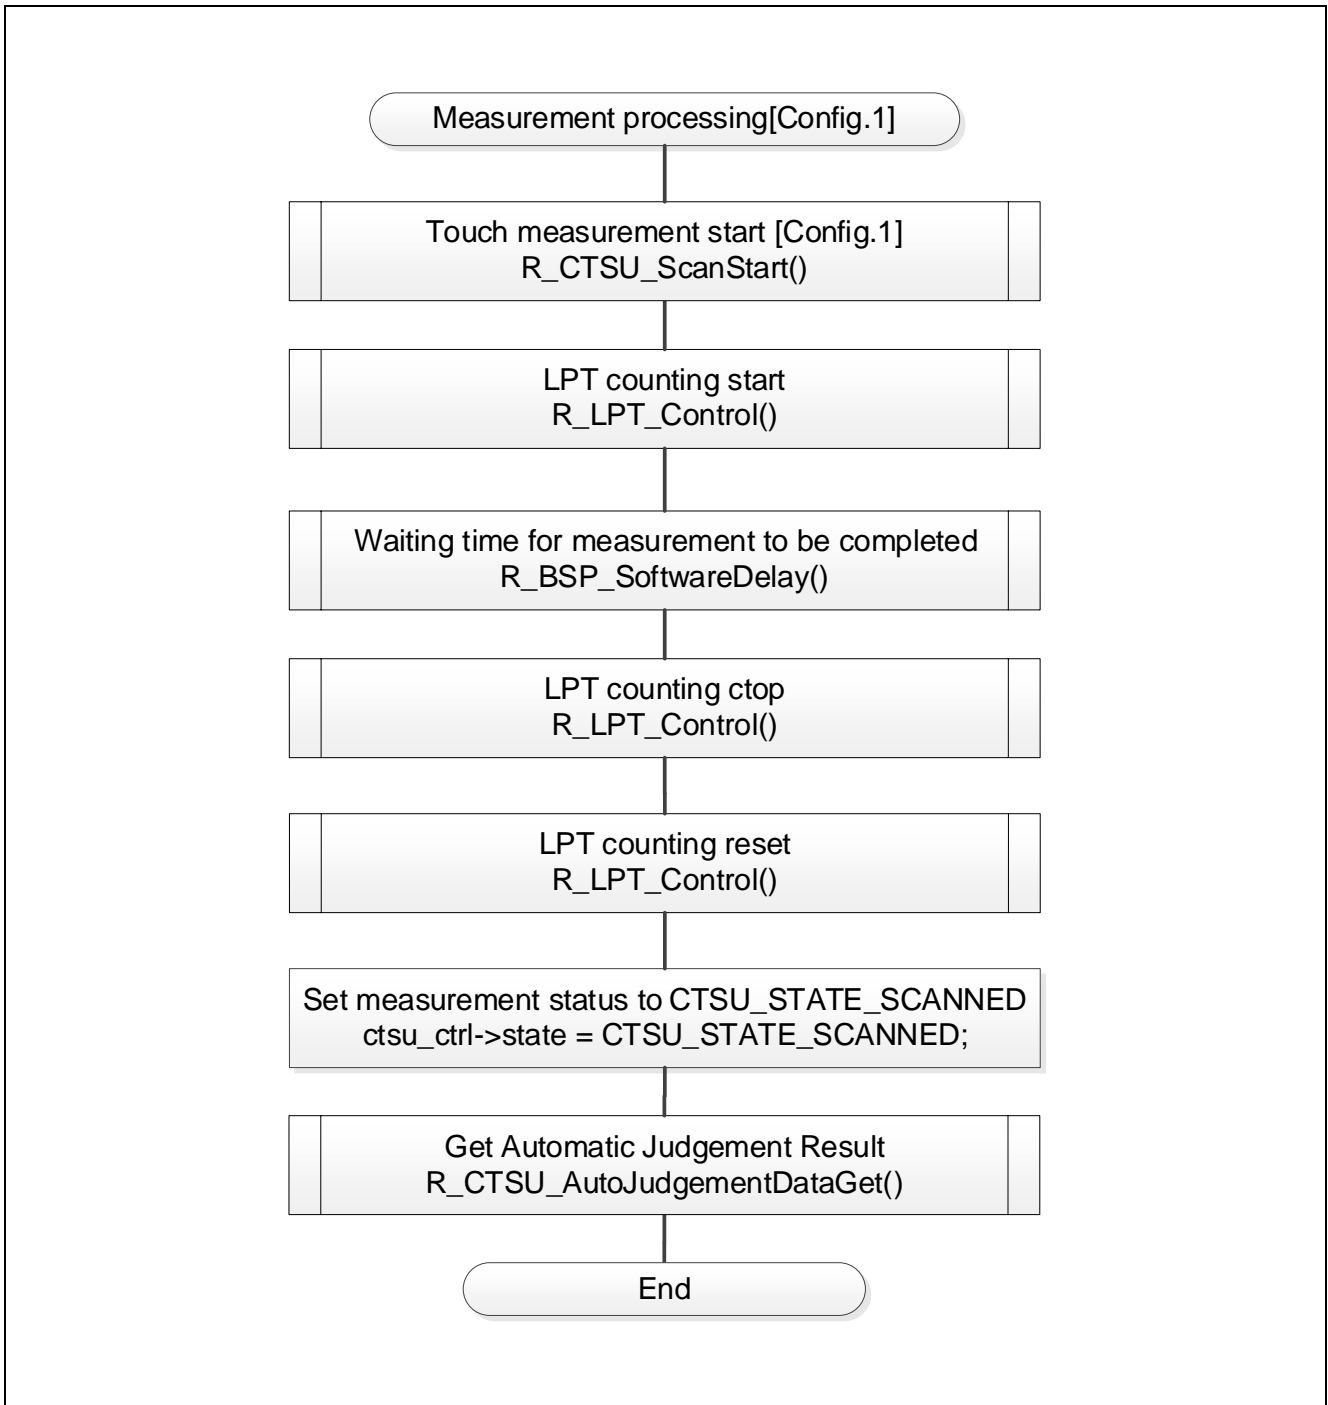 Measurement processing[Config.1]
Touch measurement start [Config.1]
R_CTSU_ScanStart()
LPT counting start
R_LPT_Control()
Waiting time for measurement to be completed
R_BSP_SoftwareDelay()
LPT counting ctop
R_LPT_Control()
LPT counting reset
R_LPT_Control()
Set measurement status to CTSU_STATE_SCANNED
ctsu_ctrl->state = CTSU_STATE_SCANNED;
Get Automatic Judgement Result
R_CTSU_AutoJudgementDataGet()
End